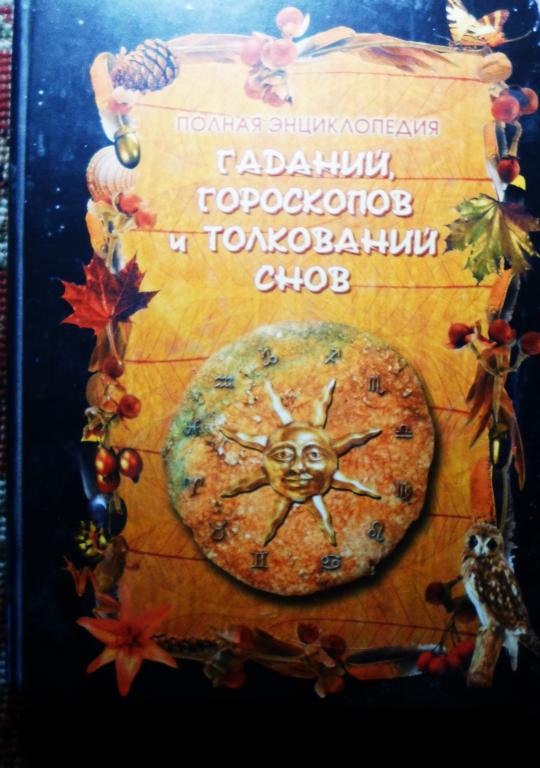 ПОЛНАЯ ЭНЦИКЛОПЕДИЯ
ГАДАНИЙ,
ГОРОСКОПОВ
и ТОЛКОВАНИЙ
СНОВ